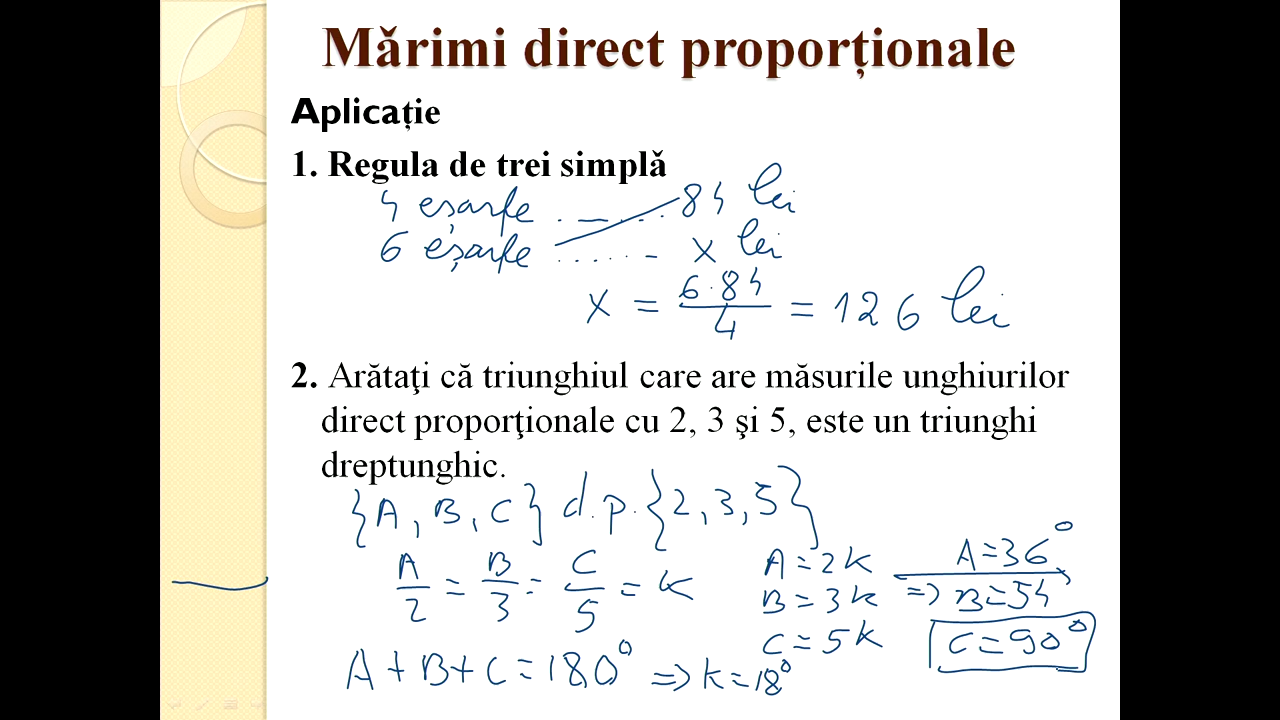 Mǎrimi direct proporționale
Aplicație
1. Regula de trei simplǎ
4 eșarfe ....... 84 lei
6 eșarfe ....... x lei
x = 6·84/4 = 126 lei
2. Arătaţi că triunghiul care are măsurile unghiurilor
direct proporţionale cu 2, 3 şi 5, este un triunghi
dreptunghic.
{A, B, C} d.p. {2, 3, 5}
A/2 = B/3 = C/5 = k
A = 2k
B = 3k
C = 5k
A = 36°
=> B = 54°
C = 90°
A + B + C = 180° => k = 18°